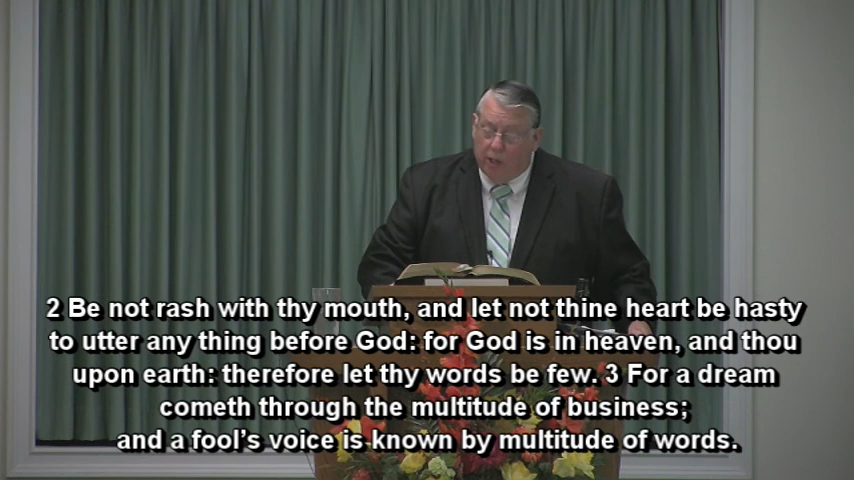 2 Be not rash with thy mouth, and let not thine heart be hasty
to utter any thing before God: for God is in heaven, and thou
upon earth: therefore let thy words be few. 3 For a dream
cometh through the multitude of business;
and a fool’s voice is known by multitude of words.